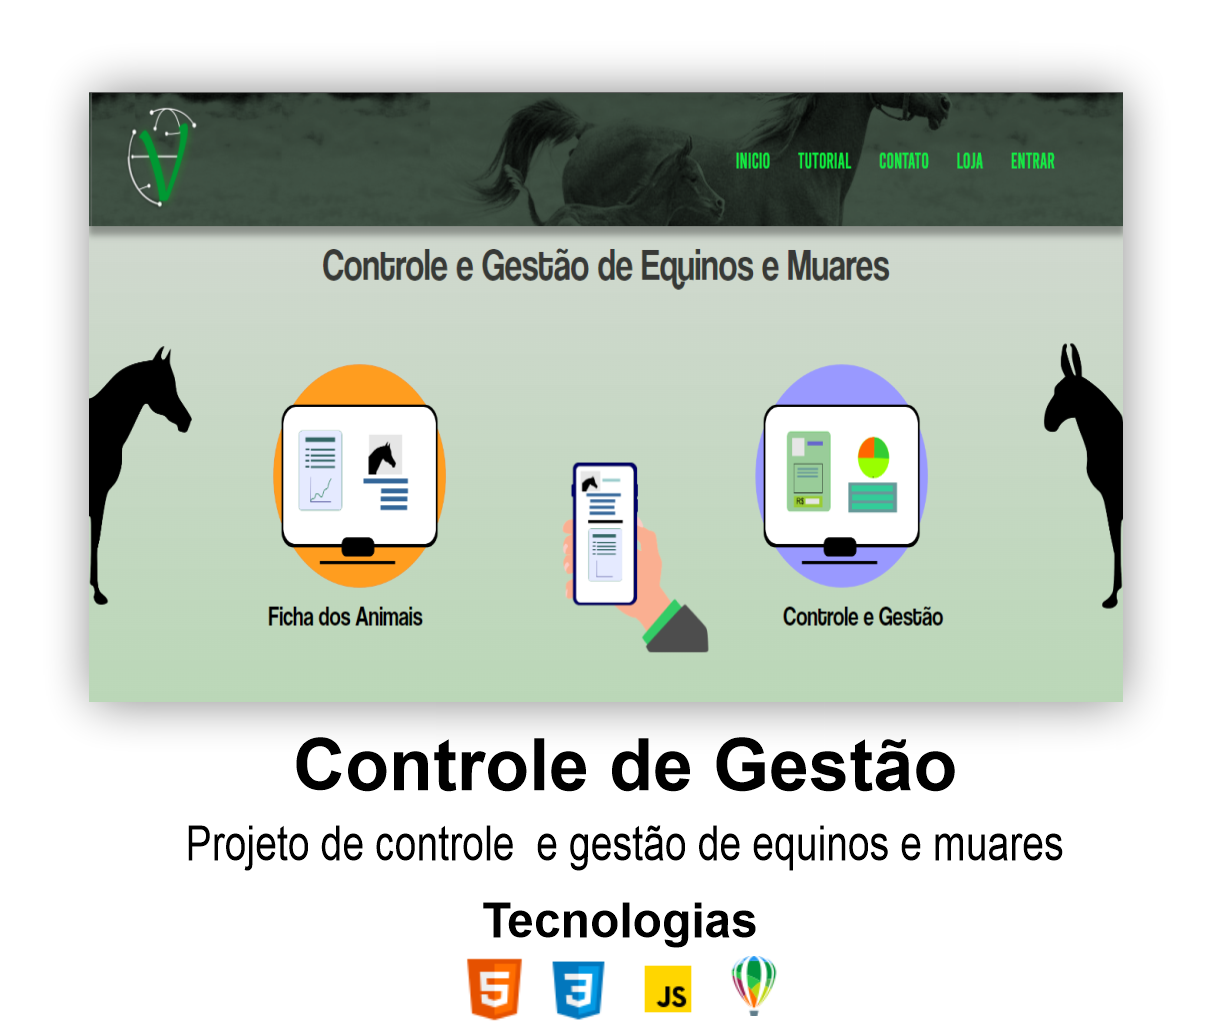 INICIO TUTORIAL CONTATO LOJA ENTRAR
Controle e Gestão de Equinos e Muares
R$
Ficha dos Animais
Controle e Gestão
Controle de Gestão
Projeto de controle  e gestão de equinos e muares
Tecnologias
5 3 JS